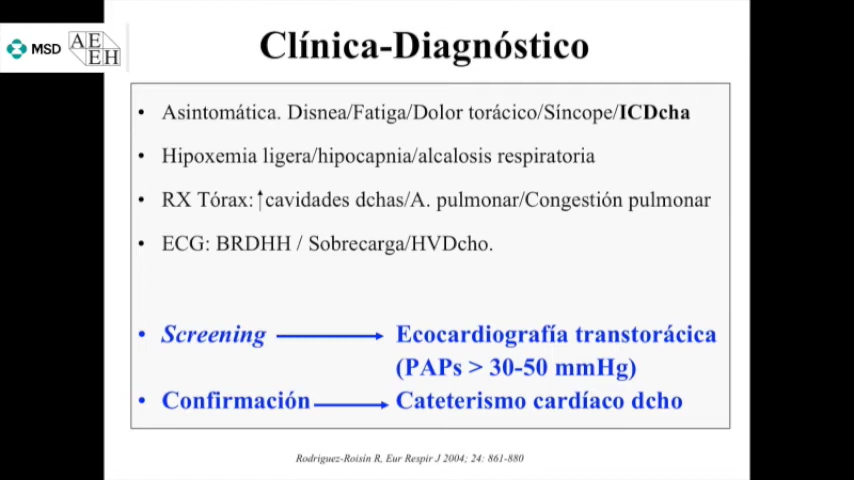 MSD
AE
EH
Clínica-Diagnóstico
• Asintomática. Disnea/Fatiga/Dolor torácico/Síncope/ICDcha
• Hipoxemia ligera/hipocapnia/alcalosis respiratoria
• RX Tórax:↑cavidades dchas/A. pulmonar/Congestión pulmonar
• ECG: BRDHH / Sobrecarga/HVDcho.
• Screening → Ecocardiografía transtorácica
(PAPs > 30-50 mmHg)
• Confirmación → Cateterismo cardíaco dcho
Rodriguez-Roisin R, Eur Respir J 2004; 24: 861-880